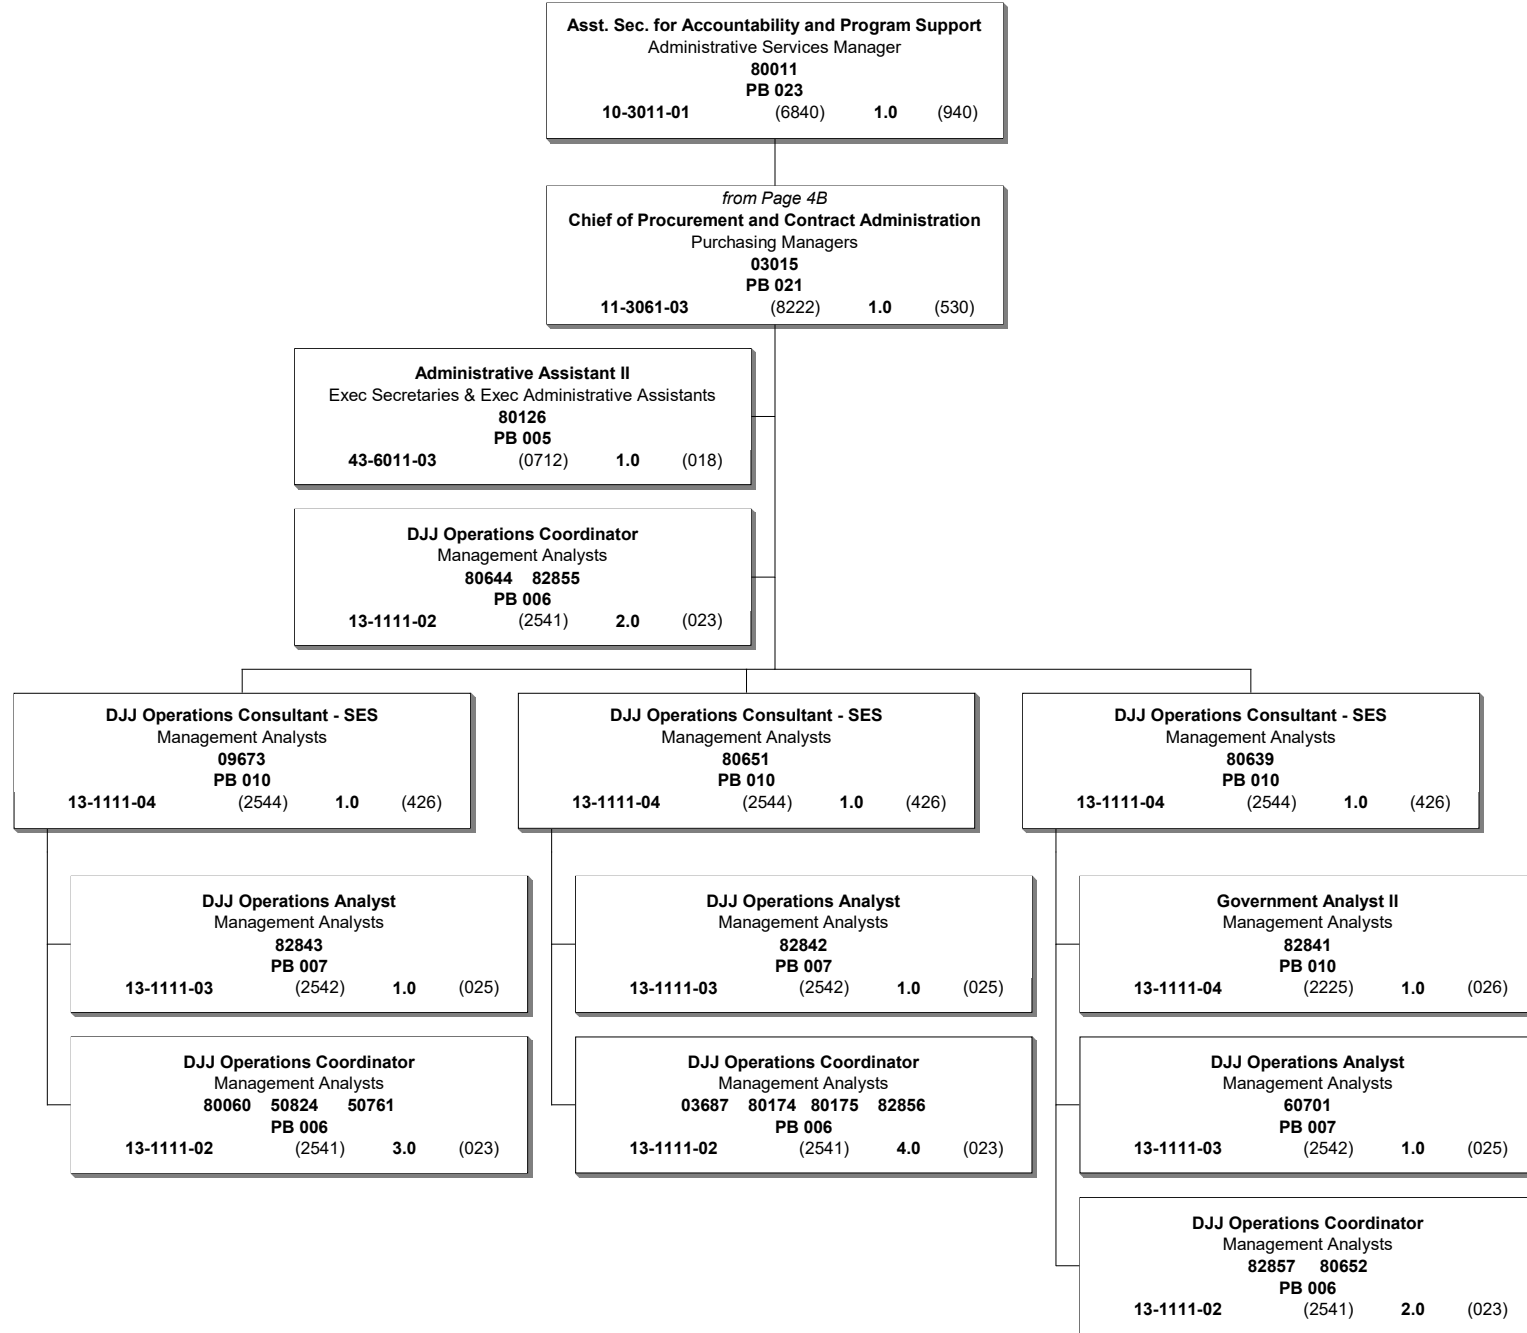 Asst. Sec. for Accountability and Program Support
Administrative Services Manager
80011
PB 023
10-3011-01 (6840) 1.0 (940)
from Page 4B
Chief of Procurement and Contract Administration
Purchasing Managers
03015
PB 021
11-3061-03 (8222) 1.0 (530)
Administrative Assistant II
Exec Secretaries & Exec Administrative Assistants
80126
PB 005
43-6011-03 (0712) 1.0 (018)
DJJ Operations Coordinator
Management Analysts
80644 82855
PB 006
13-1111-02 (2541) 2.0 (023)
DJJ Operations Consultant - SES
Management Analysts
09673
PB 010
13-1111-04 (2544) 1.0 (426)
DJJ Operations Analyst
Management Analysts
82843
PB 007
13-1111-03 (2542) 1.0 (025)
DJJ Operations Coordinator
Management Analysts
80060 50824 50761
PB 006
13-1111-02 (2541) 3.0 (023)
DJJ Operations Consultant - SES
Management Analysts
80651
PB 010
13-1111-04 (2544) 1.0 (426)
DJJ Operations Analyst
Management Analysts
82842
PB 007
13-1111-03 (2542) 1.0 (025)
DJJ Operations Coordinator
Management Analysts
03687 80174 80175 82856
PB 006
13-1111-02 (2541) 4.0 (023)
DJJ Operations Consultant - SES
Management Analysts
80639
PB 010
13-1111-04 (2544) 1.0 (426)
Government Analyst II
Management Analysts
82841
PB 010
13-1111-04 (2225) 1.0 (026)
DJJ Operations Analyst
Management Analysts
60701
PB 007
13-1111-03 (2542) 1.0 (025)
DJJ Operations Coordinator
Management Analysts
82857 80652
PB 006
13-1111-02 (2541) 2.0 (023)